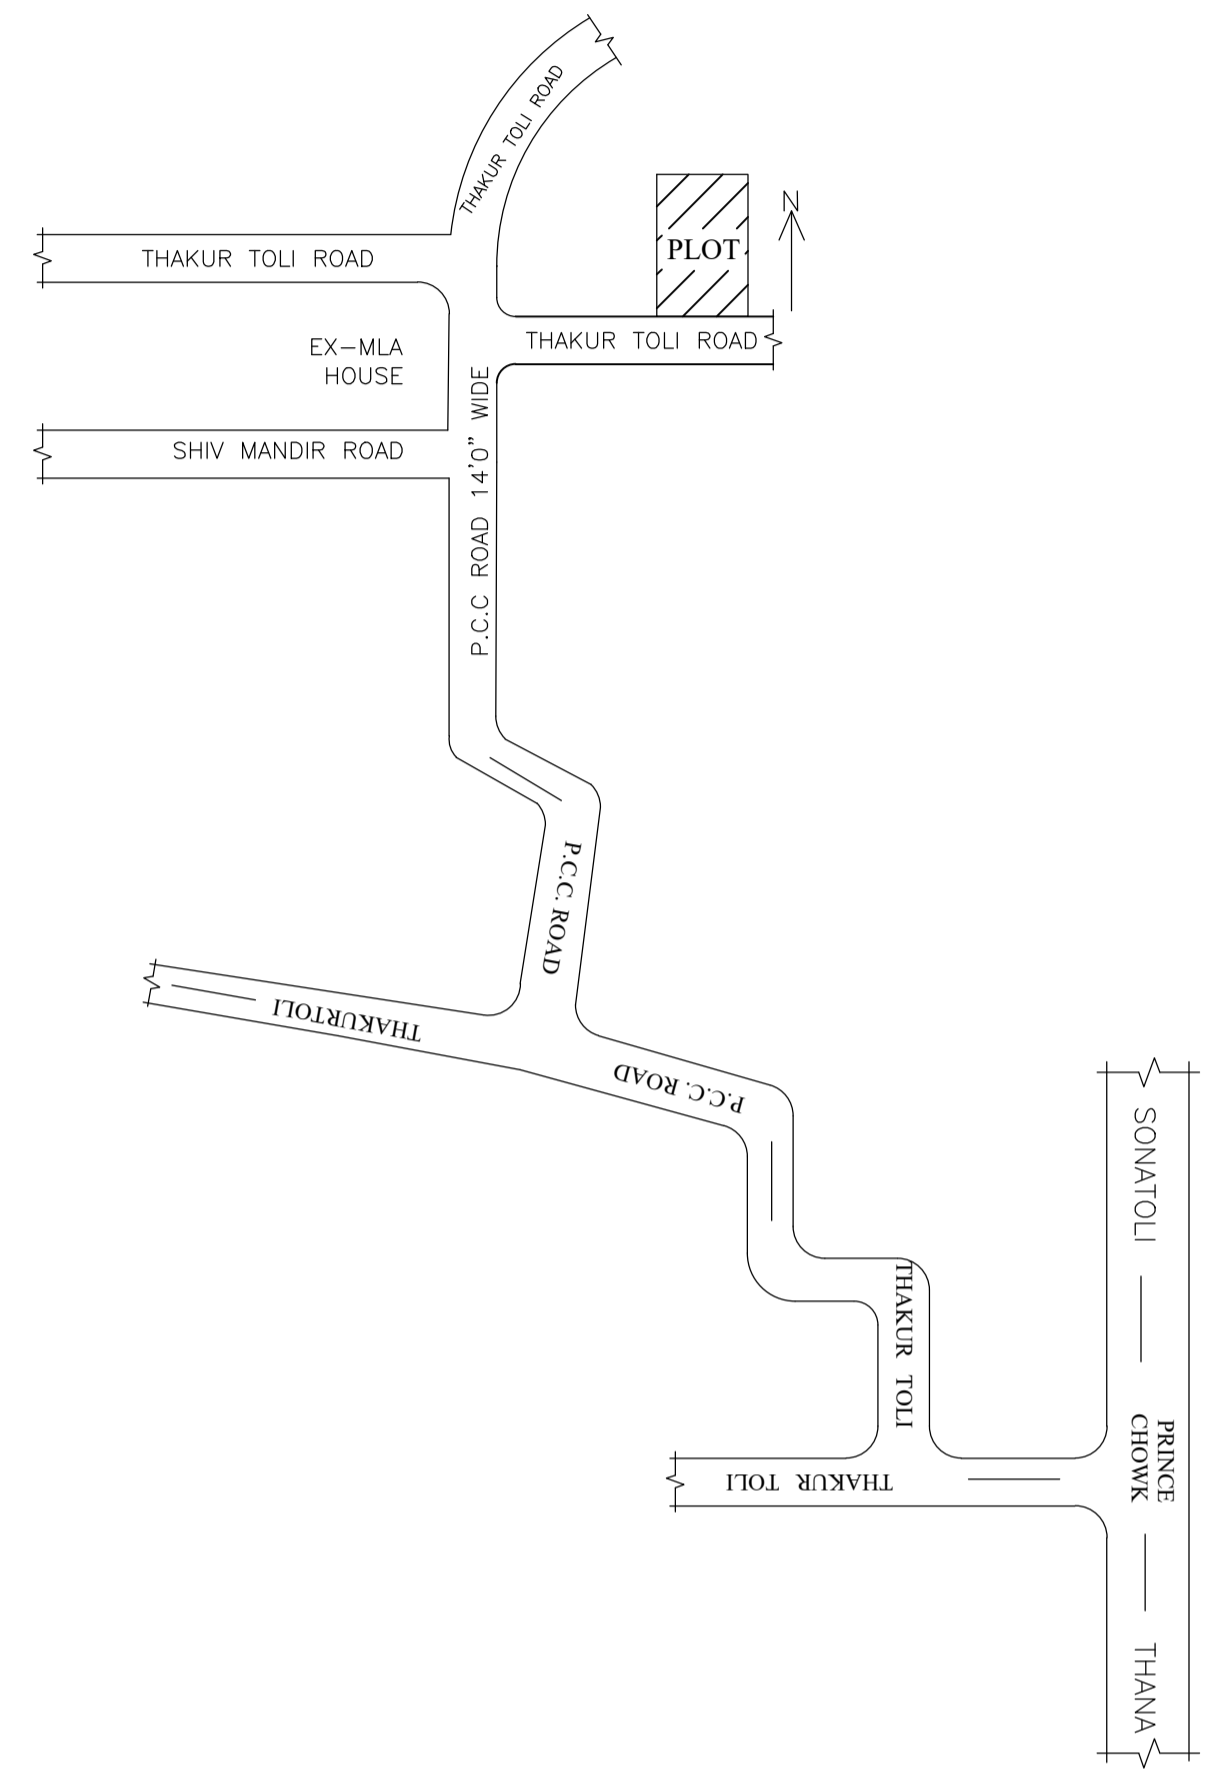 THAKUR TOLI ROAD
N
PLOT
THAKUR TOLI ROAD
THAKUR TOLI ROAD
EX-MLA
HOUSE
SHIV MANDIR ROAD
P.C.C ROAD 14'0" WIDE
P.C.C. ROAD
THAKURTOLI
P.C.C. ROAD
SONATOLI
THAKUR TOLI
PRINCE
CHOWK
THAKUR TOLI
THANA